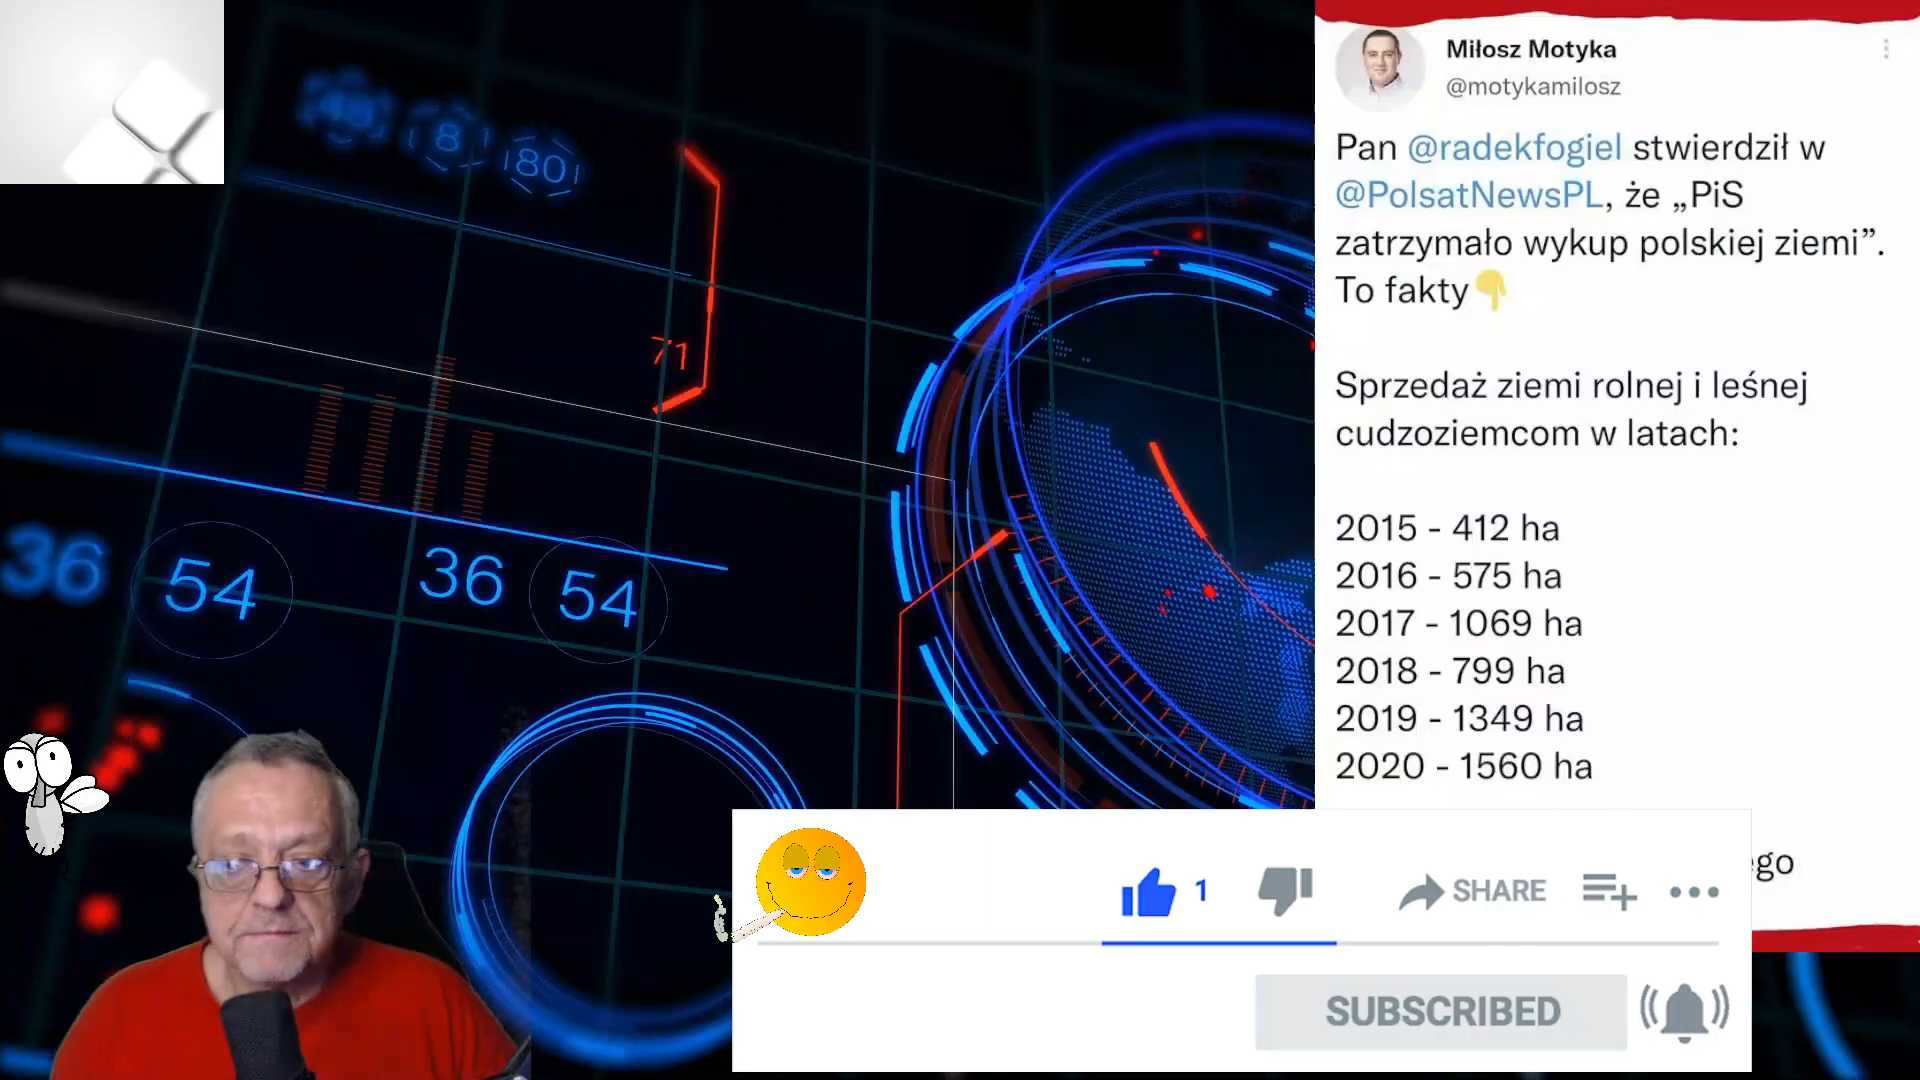 48
8
80
71
36
54
36
54
Miłosz Motyka
@motykamilosz
Pan @radekfogiel stwierdził w
@PolsatNewsPL, że „PiS
zatrzymało wykup polskiej ziemi”.
To fakty👇
Sprzedaż ziemi rolnej i leśnej
cudzoziemcom w latach:
2015 - 412 ha
2016 - 575 ha
2017 - 1069 ha
2018 - 799 ha
2019 - 1349 ha
2020 - 1560 ha
ego
1
SHARE
SUBSCRIBED